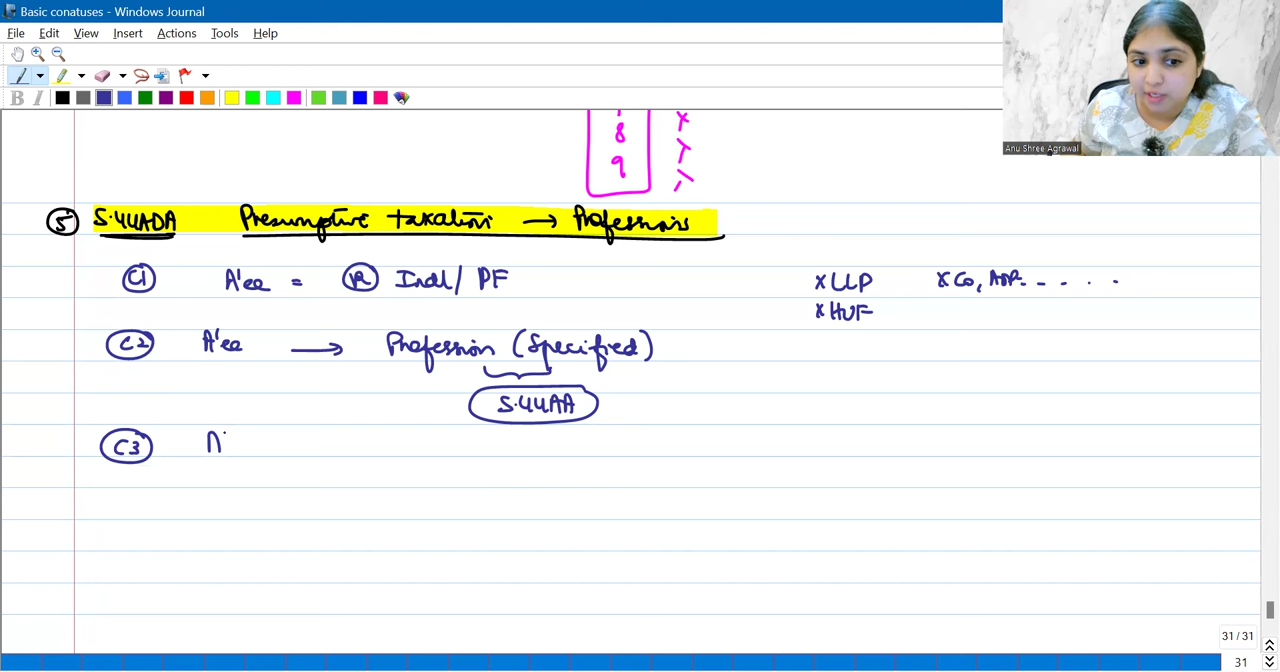 Basic conatuses - Windows Journal
File Edit View Insert Actions Tools Help
B I
Anu Shree Agrawal
8 x
9
5 S.44ADA Presumptive taxation → Professions
C1 A'ee = R Indl/ PF x LLP x Co, AOP - - . . . .
x HUF
C2 A'ee → Profession (Specified)
S.44AA
C3
31 / 31
31